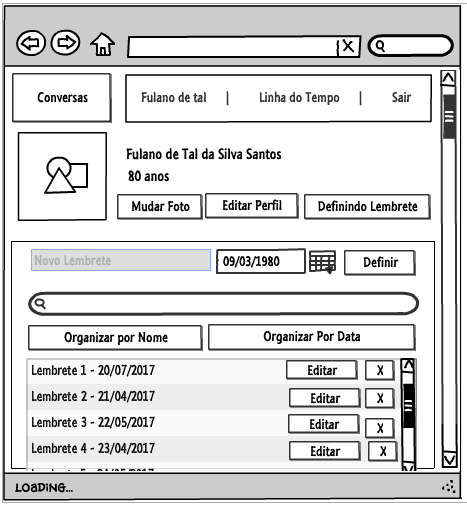 Conversas
Fulano de tal | Linha do Tempo | Sair
Fulano de Tal da Silva Santos
80 anos
Mudar Foto Editar Perfil Definindo Lembrete
Novo Lembrete 09/03/1980 Definir
Organizar por Nome Organizar Por Data
Lembrete 1 - 20/07/2017 Editar X
Lembrete 2 - 21/04/2017 Editar X
Lembrete 3 - 22/05/2017 Editar X
Lembrete 4 - 23/04/2017 Editar X
LOADING...